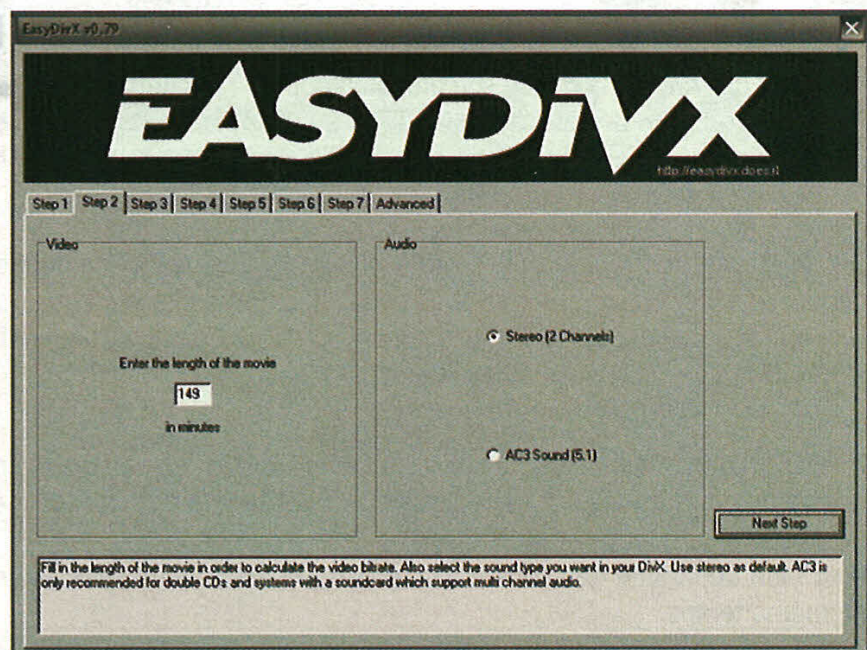 EasyDivX v0.79
EASYDiVX
http://easydivx.does.it
Step 1 Step 2 Step 3 Step 4 Step 5 Step 6 Step 7 Advanced
Video
Enter the length of the movie
149
in minutes
Audio
Stereo (2 Channels)
AC3 Sound (5.1)
Next Step
Fill in the length of the movie in order to calculate the video bitrate. Also select the sound type you want in your DivX. Use stereo as default. AC3 is
only recommended for double CDs and systems with a soundcard which support multi channel audio.